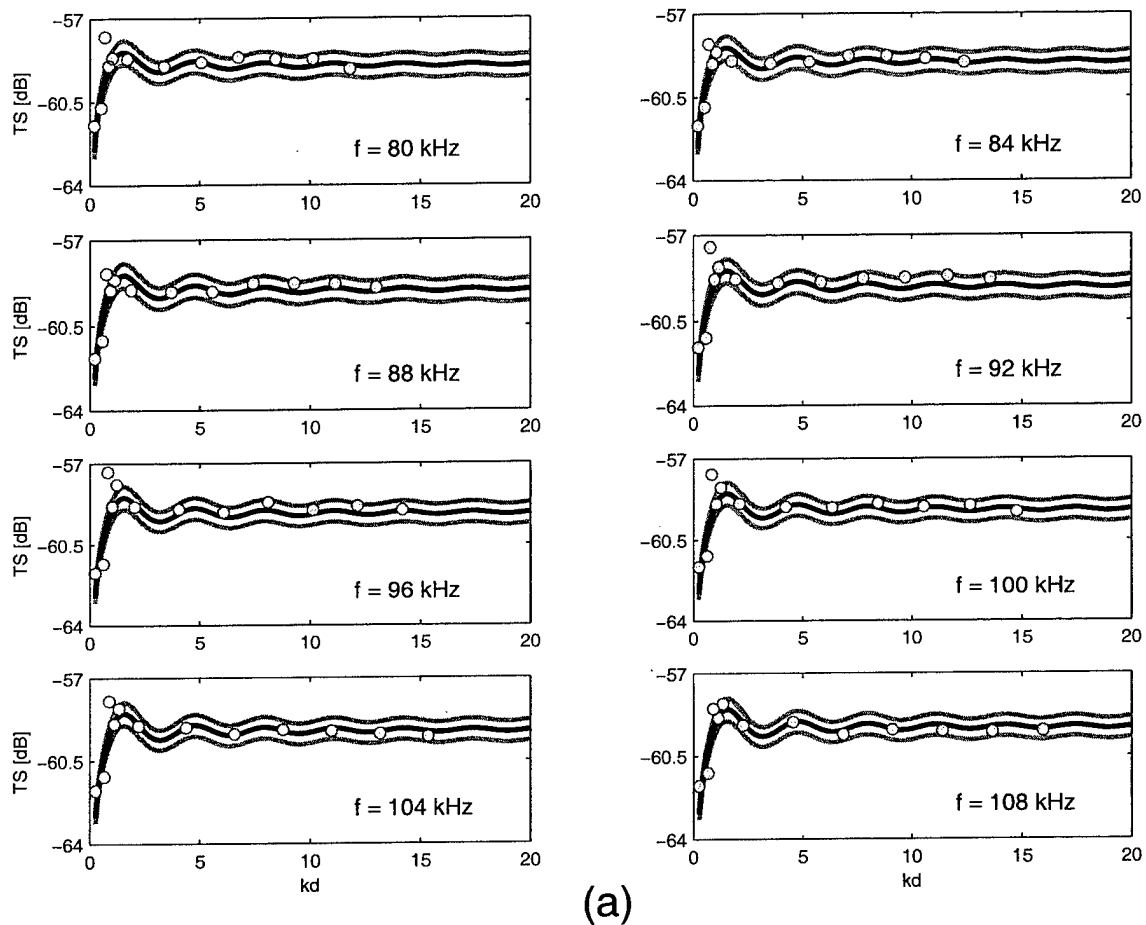 -57
TS [dB]
-60.5
-64
f = 80 kHz
0 5 10 15 20
-57
-60.5
-64
f = 84 kHz
0 5 10 15 20
-57
TS [dB]
-60.5
-64
f = 88 kHz
0 5 10 15 20
-57
-60.5
-64
f = 92 kHz
0 5 10 15 20
-57
TS [dB]
-60.5
-64
f = 96 kHz
0 5 10 15 20
-57
-60.5
-64
f = 100 kHz
0 5 10 15 20
-57
TS [dB]
-60.5
-64
f = 104 kHz
0 5 10 15 20
kd
-57
-60.5
-64
f = 108 kHz
0 5 10 15 20
kd
(a)